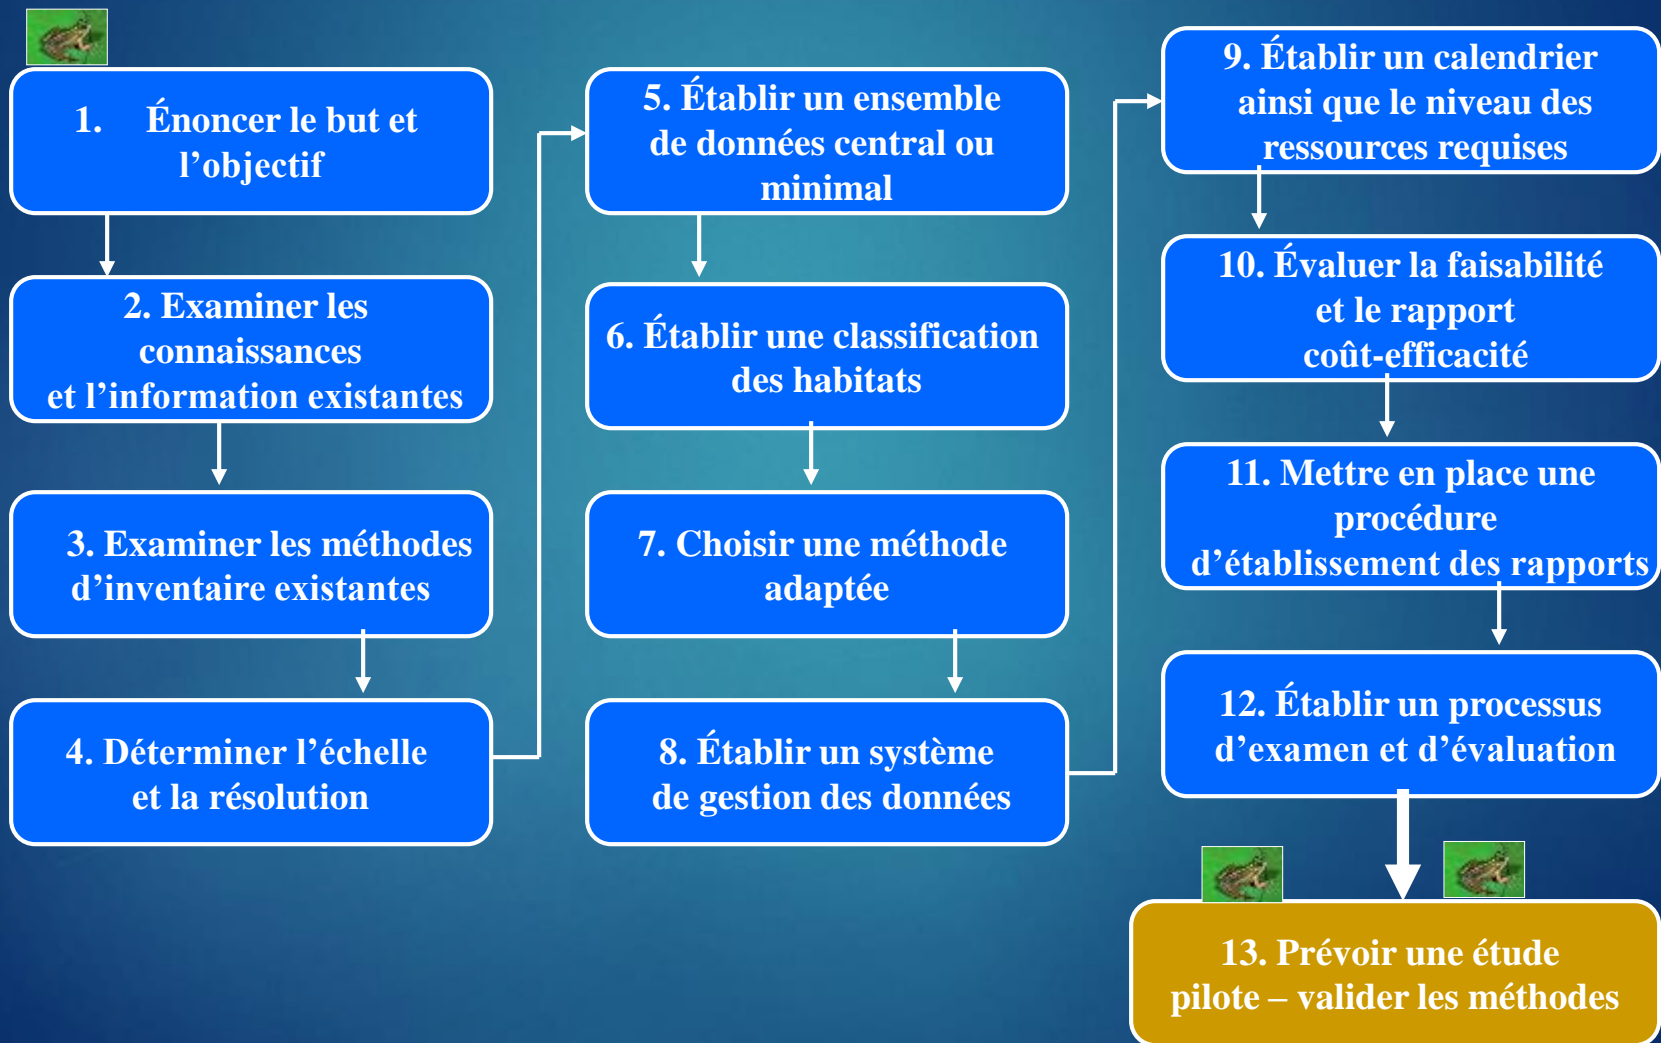 1. Énoncer le but et
l’objectif
2. Examiner les
connaissances
et l’information existantes
3. Examiner les méthodes
d’inventaire existantes
4. Déterminer l’échelle
et la résolution
5. Établir un ensemble
de données central ou
minimal
6. Établir une classification
des habitats
7. Choisir une méthode
adaptée
8. Établir un système
de gestion des données
9. Établir un calendrier
ainsi que le niveau des
ressources requises
10. Évaluer la faisabilité
et le rapport
coût-efficacité
11. Mettre en place une
procédure
d’établissement des rapports
12. Établir un processus
d’examen et d’évaluation
13. Prévoir une étude
pilote – valider les méthodes